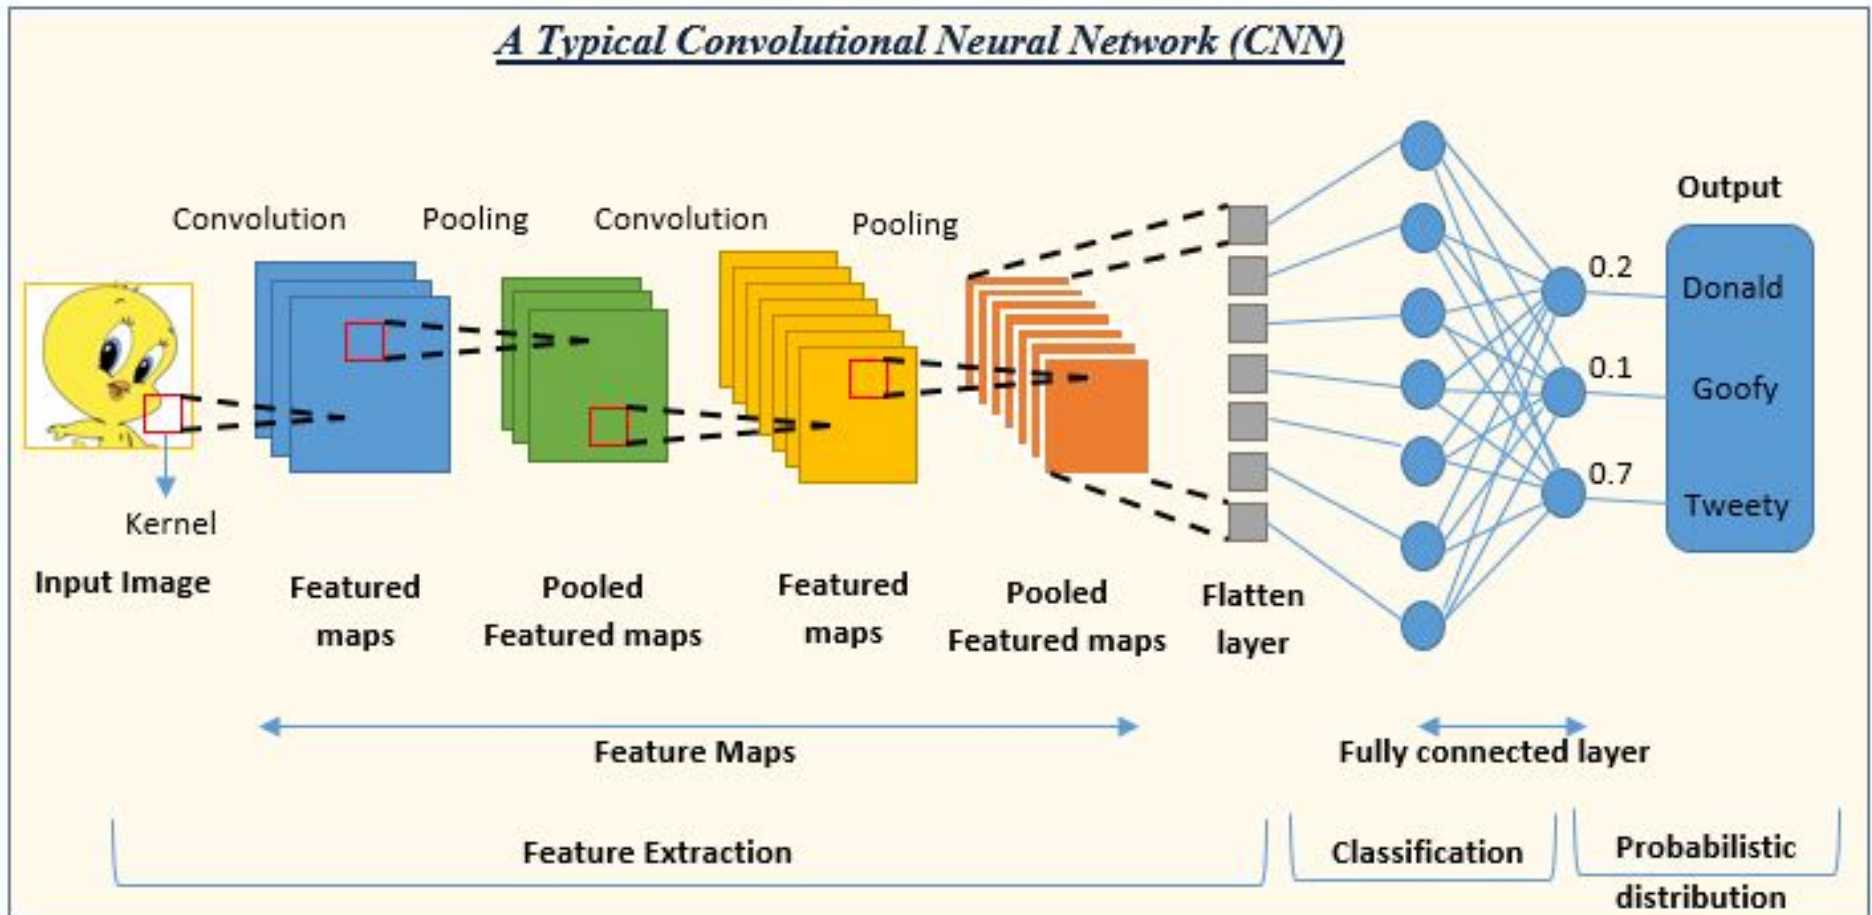 A Typical Convolutional Neural Network (CNN)
Convolution
Pooling
Convolution
Pooling
Output
0.2
Donald
0.1
Goofy
0.7
Tweety
Kernel
Input Image
Featured
maps
Pooled
Featured maps
Featured
maps
Pooled
Featured maps
Flatten
layer
Feature Maps
Fully connected layer
Feature Extraction
Classification
Probabilistic
distribution